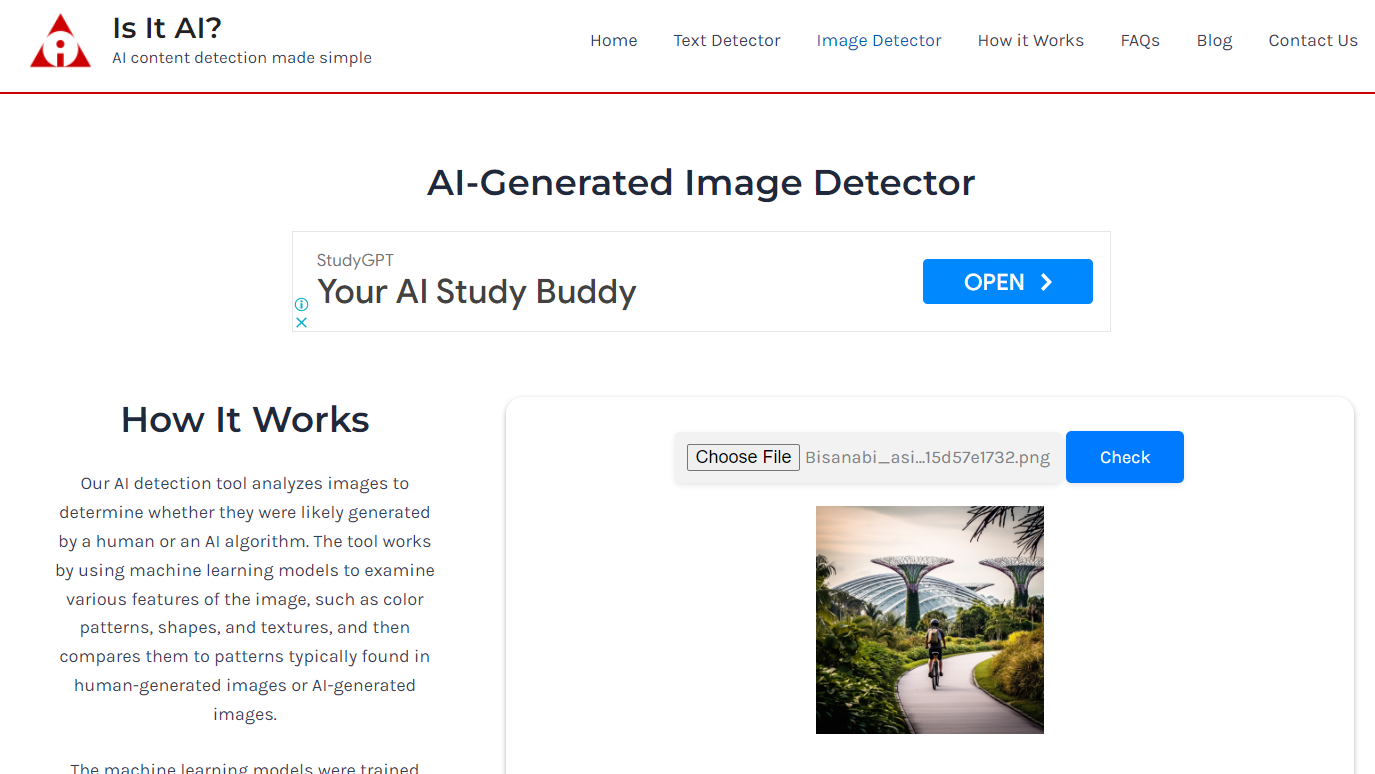 Is It AI?
AI content detection made simple
Home Text Detector Image Detector How it Works FAQs Blog Contact Us
AI-Generated Image Detector
StudyGPT
Your AI Study Buddy
OPEN
How It Works
Our AI detection tool analyzes images to
determine whether they were likely generated
by a human or an AI algorithm. The tool works
by using machine learning models to examine
various features of the image, such as color
patterns, shapes, and textures, and then
compares them to patterns typically found in
human-generated images or AI-generated
images.
The machine learning models were trained
Choose File Bisanabi_asi...15d57e1732.png
Check